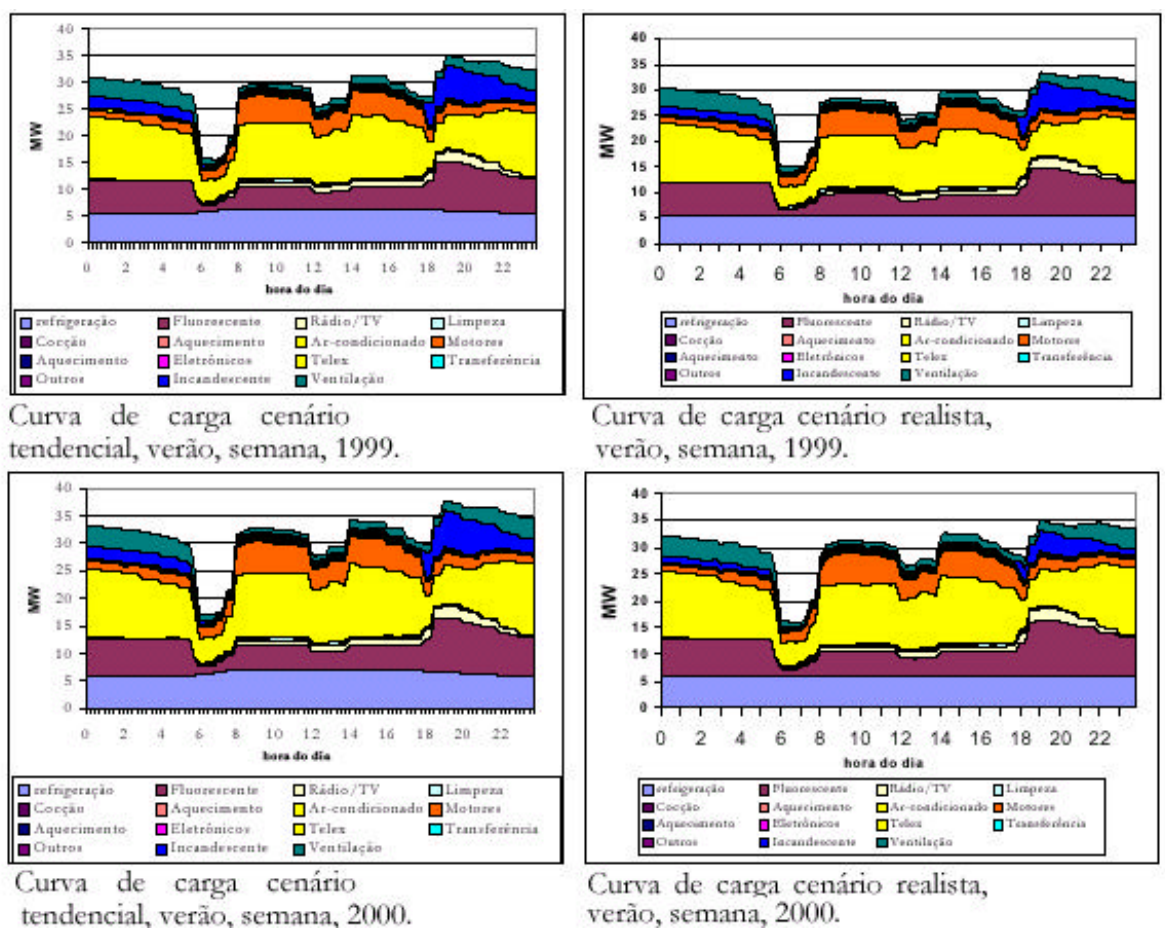 40
35
30
25
20
15
10
5
0
MW
0 2 4 6 8 10 12 14 16 18 20 22
hora do dia
refrigeração Fluorescente Rádio/TV Limpeza
Cocção Aquecimento Ar-condicionado Motores
Aquecimento Eletrônicos Telex Transferência
Outros Incandescente Ventilação
Curva de carga cenário
tendencial, verão, semana, 1999.
40
35
30
25
20
15
10
5
0
MW
0 2 4 6 8 10 12 14 16 18 20 22
hora do dia
refrigeração Fluorescente Rádio/TV Limpeza
Cocção Aquecimento Ar-condicionado Motores
Aquecimento Eletrônicos Telex Transferência
Outros Incandescente Ventilação
Curva de carga cenário realista,
verão, semana, 1999.
40
35
30
25
20
15
10
5
0
MW
0 2 4 6 8 10 12 14 16 18 20 22
hora do dia
refrigeração Fluorescente Rádio/TV Limpeza
Cocção Aquecimento Ar-condicionado Motores
Aquecimento Eletrônicos Telex Transferência
Outros Incandescente Ventilação
Curva de carga cenário
tendencial, verão, semana, 2000.
40
35
30
25
20
15
10
5
0
MW
0 2 4 6 8 10 12 14 16 18 20 22
hora do dia
refrigeração Fluorescente Rádio/TV Limpeza
Cocção Aquecimento Ar-condicionado Motores
Aquecimento Eletrônicos Telex Transferência
Outros Incandescente Ventilação
Curva de carga cenário realista,
verão, semana, 2000.